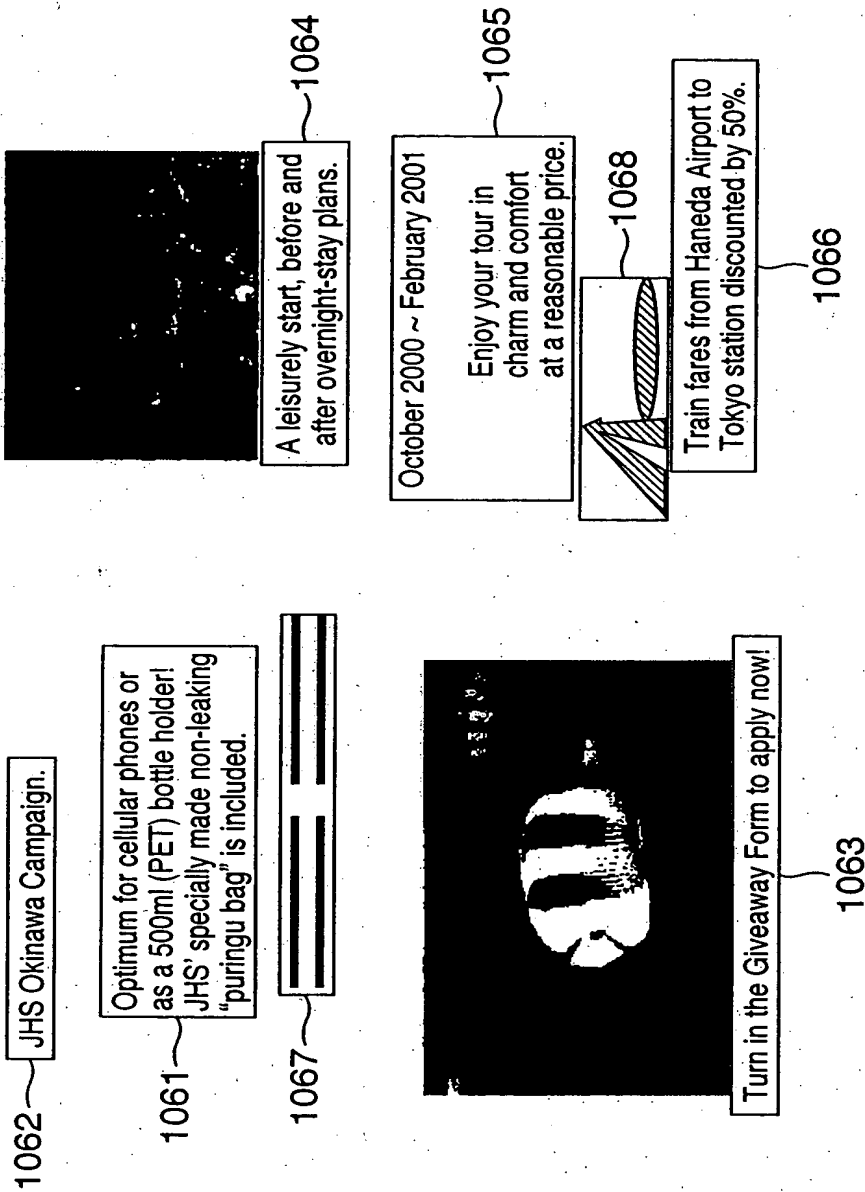 1062
JHS Okinawa Campaign.
1061
Optimum for cellular phones or
as a 500ml (PET) bottle holder!
JHS' specially made non-leaking
"puringu bag" is included.
1067
Turn in the Giveaway Form to apply now!
1063
A leisurely start, before and
after overnight-stay plans.
1064
October 2000 ~ February 2001
Enjoy your tour in
charm and comfort
at a reasonable price.
1065
1068
Train fares from Haneda Airport to
Tokyo station discounted by 50%.
1066